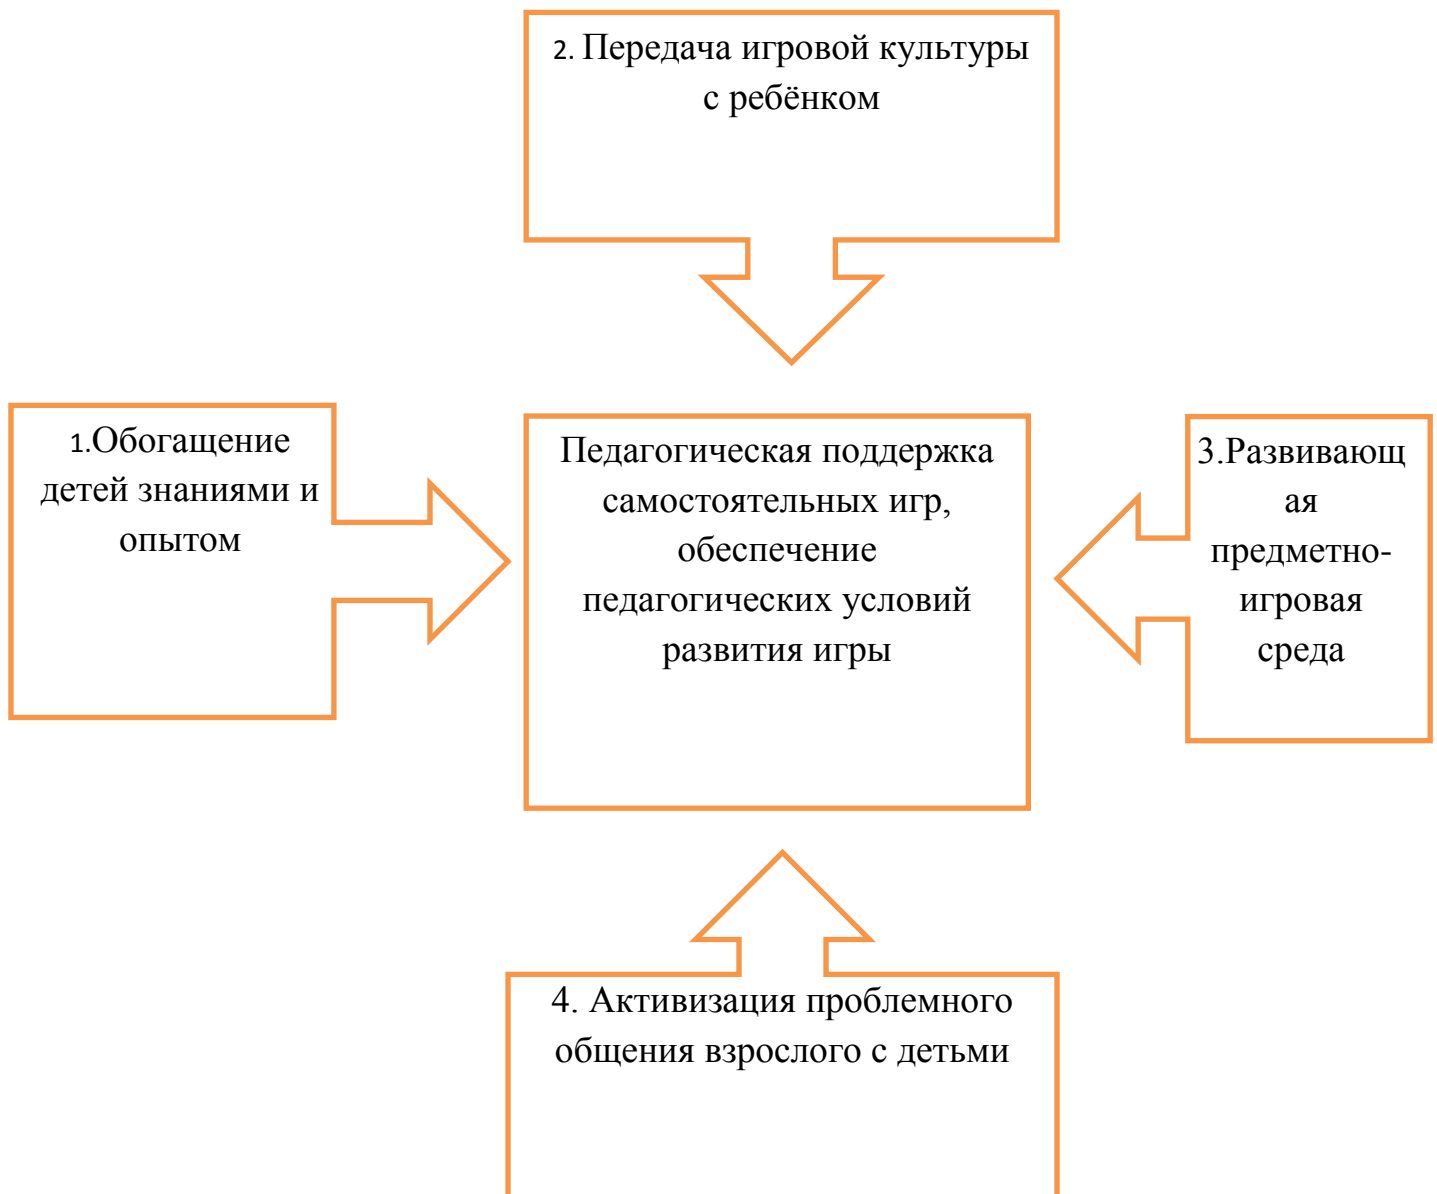 2. Передача игровой культуры
с ребёнком
1.Обогащение
детей знаниями и
опытом
Педагогическая поддержка
самостоятельных игр,
обеспечение
педагогических условий
развития игры
3.Развивающ
ая
предметно-
игровая
среда
4. Активизация проблемного
общения взрослого с детьми